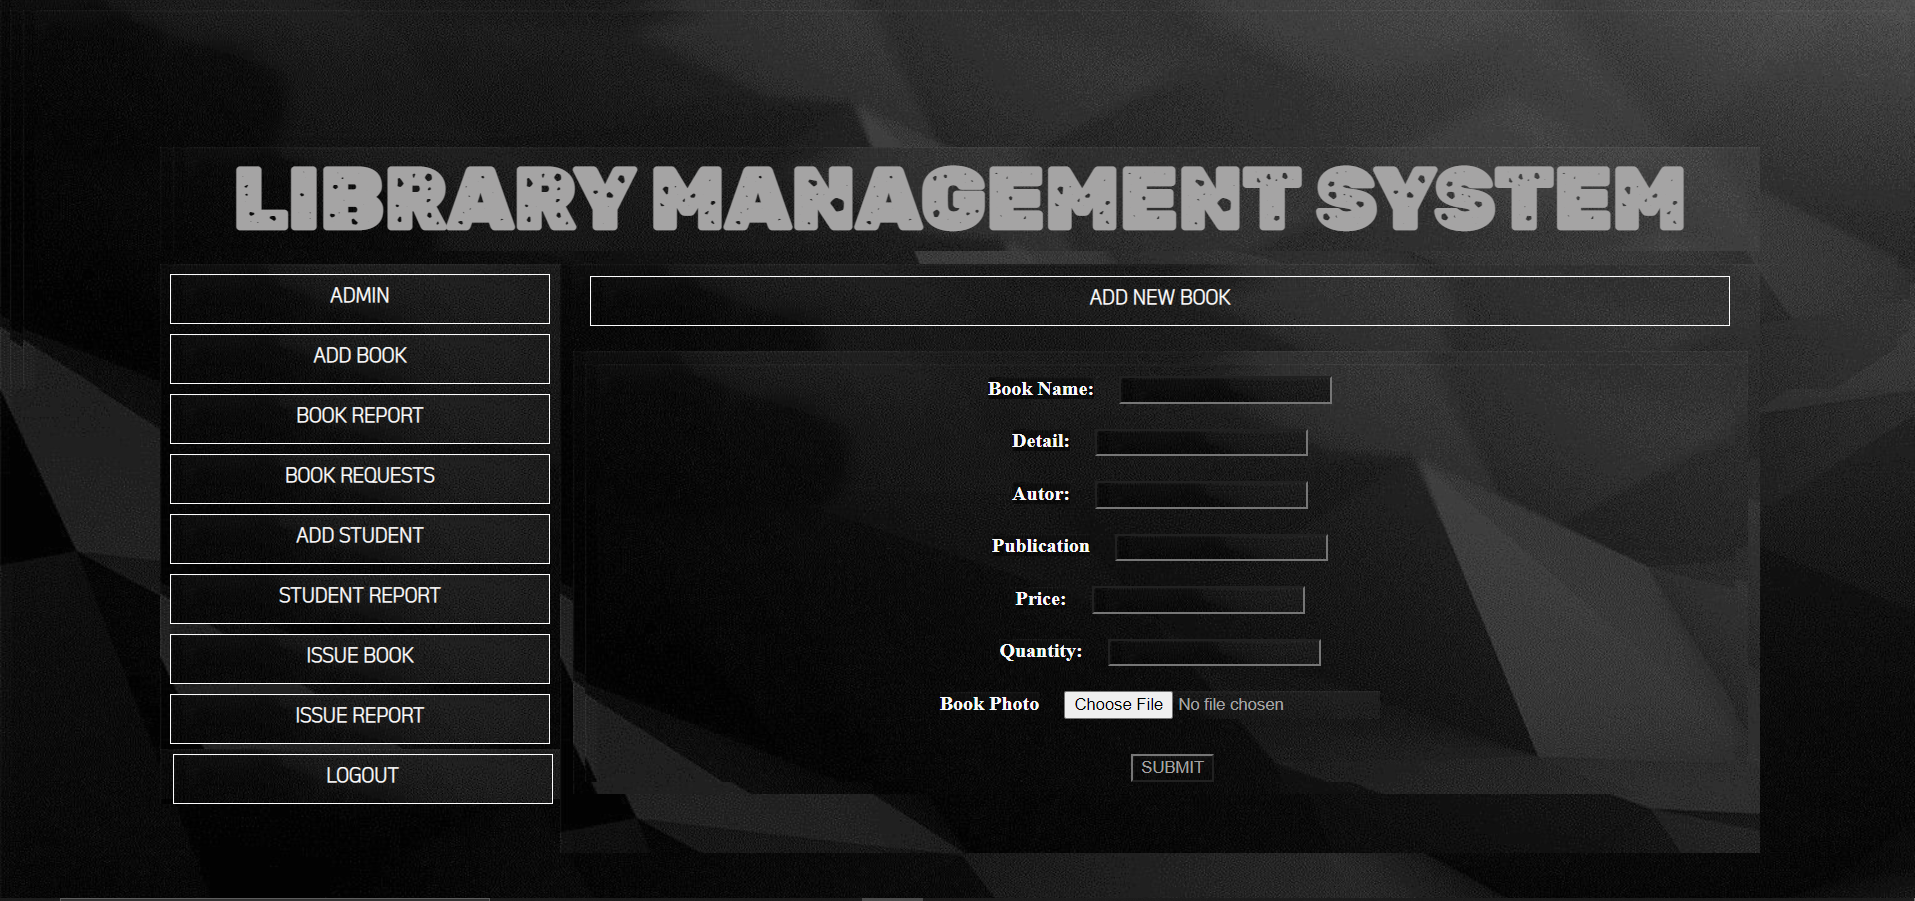 LIBRARY MANAGEMENT SYSTEM
ADMIN
ADD BOOK
BOOK REPORT
BOOK REQUESTS
ADD STUDENT
STUDENT REPORT
ISSUE BOOK
ISSUE REPORT
LOGOUT
ADD NEW BOOK
Book Name:
Detail:
Autor:
Publication
Price:
Quantity:
Book Photo Choose File No file chosen
SUBMIT